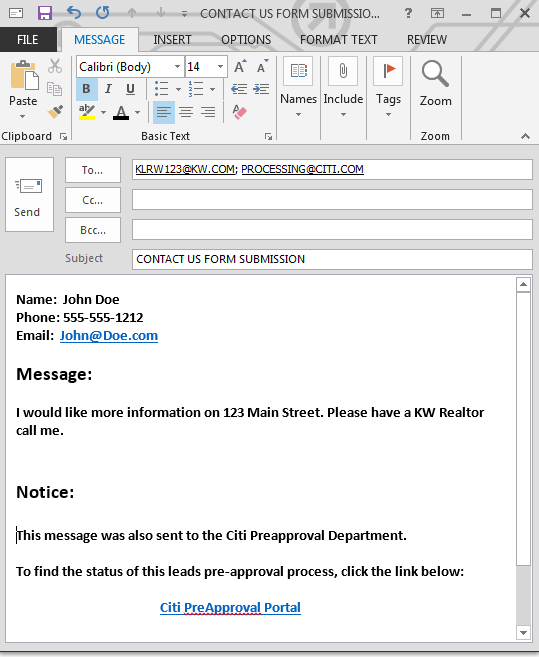 CONTACT US FORM SUBMISSIO...
FILE MESSAGE INSERT OPTIONS FORMAT TEXT REVIEW
Calibri (Body) 14 A A
Paste B I U Names Include Tags Zoom
ab A
Clipboard Basic Text Zoom
Send
To... KLRW123@KW.COM; PROCESSING@CITI.COM
Cc...
Bcc...
Subject CONTACT US FORM SUBMISSION
Name: John Doe
Phone: 555-555-1212
Email: John@Doe.com
Message:
I would like more information on 123 Main Street. Please have a KW Realtor
call me.
Notice:
This message was also sent to the Citi Preapproval Department.
To find the status of this leads pre-approval process, click the link below:
Citi PreApproval Portal